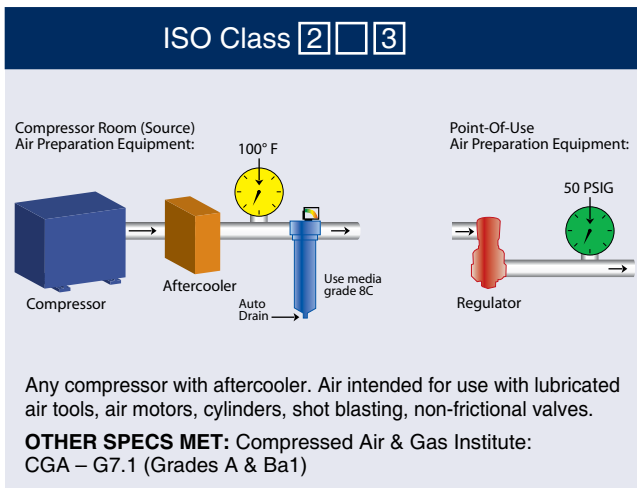 ISO Class 2 3
Compressor Room (Source)
Air Preparation Equipment:
100° F
Compressor
Aftercooler
Auto
Drain
Use media
grade 8C
Point-Of-Use
Air Preparation Equipment:
50 PSIG
Regulator
Any compressor with aftercooler. Air intended for use with lubricated
air tools, air motors, cylinders, shot blasting, non-frictional valves.
OTHER SPECS MET: Compressed Air & Gas Institute:
CGA – G7.1 (Grades A & Ba1)